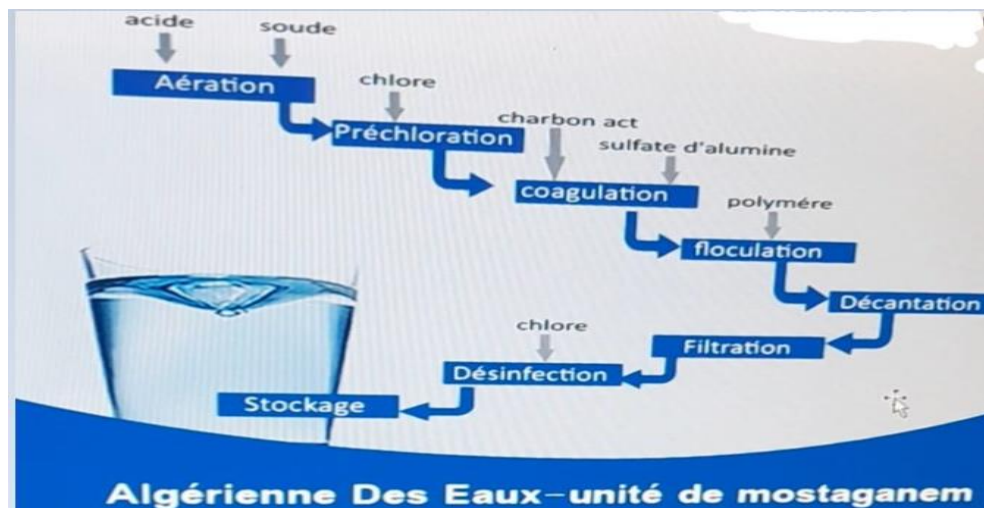 acide
soude
Aération
chlore
Préchloration
charbon act
sulfate d'alumine
coagulation
polymére
floculation
Décantation
Filtration
chlore
Désinfection
Stockage
Algérienne Des Eaux-unité de mostaganem